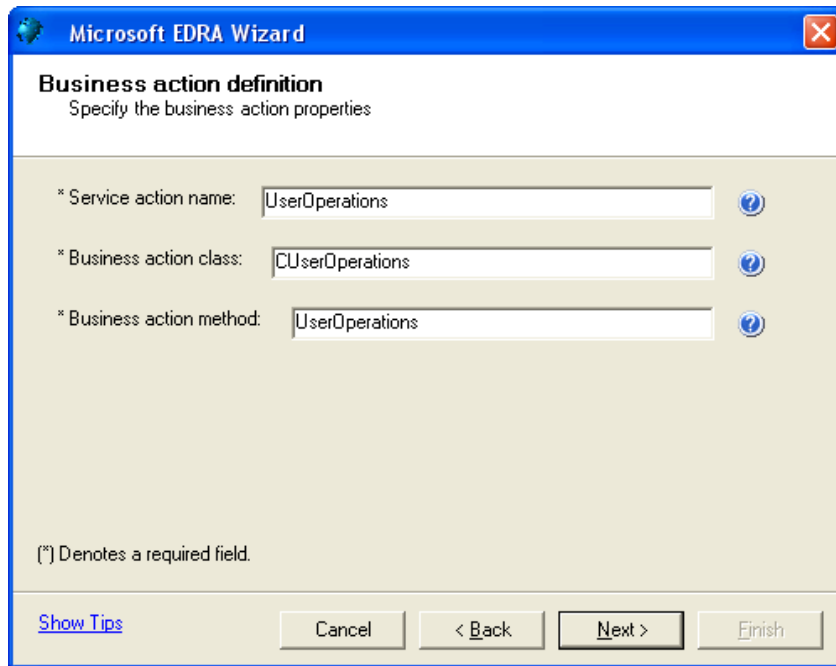 Microsoft EDRA Wizard
Business action definition
Specify the business action properties
* Service action name: UserOperations
* Business action class: CUserOperations
* Business action method: UserOperations
(*) Denotes a required field.
Show Tips Cancel < Back Next > Finish